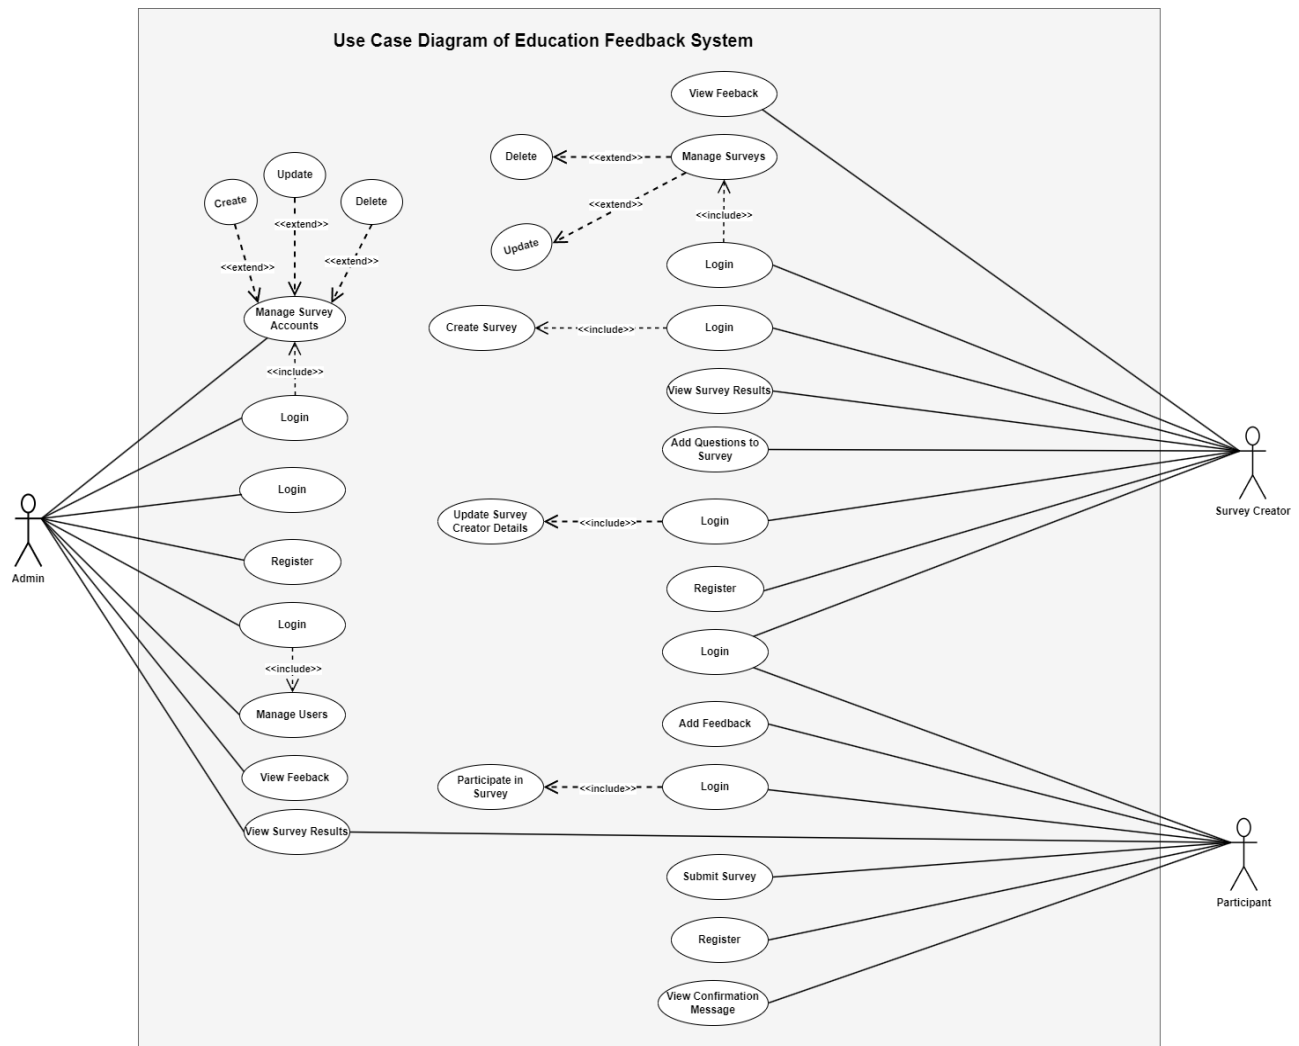 Use Case Diagram of Education Feedback System
View Feeback
Delete
<<extend>>
Manage Surveys
Update
Create
Delete
<<extend>>
<<extend>>
<<include>>
<<extend>>
<<extend>>
Update
Login
Manage Survey
Accounts
Create Survey
<<include>>
Login
<<include>>
View Survey Results
Login
Add Questions to
Survey
Login
Update Survey
Creator Details
<<include>>
Login
Survey Creator
Admin
Register
Register
Login
Login
<<include>>
Manage Users
Add Feedback
View Feeback
Participate in
Survey
<<include>>
Login
View Survey Results
Submit Survey
Participant
Register
View Confirmation
Message